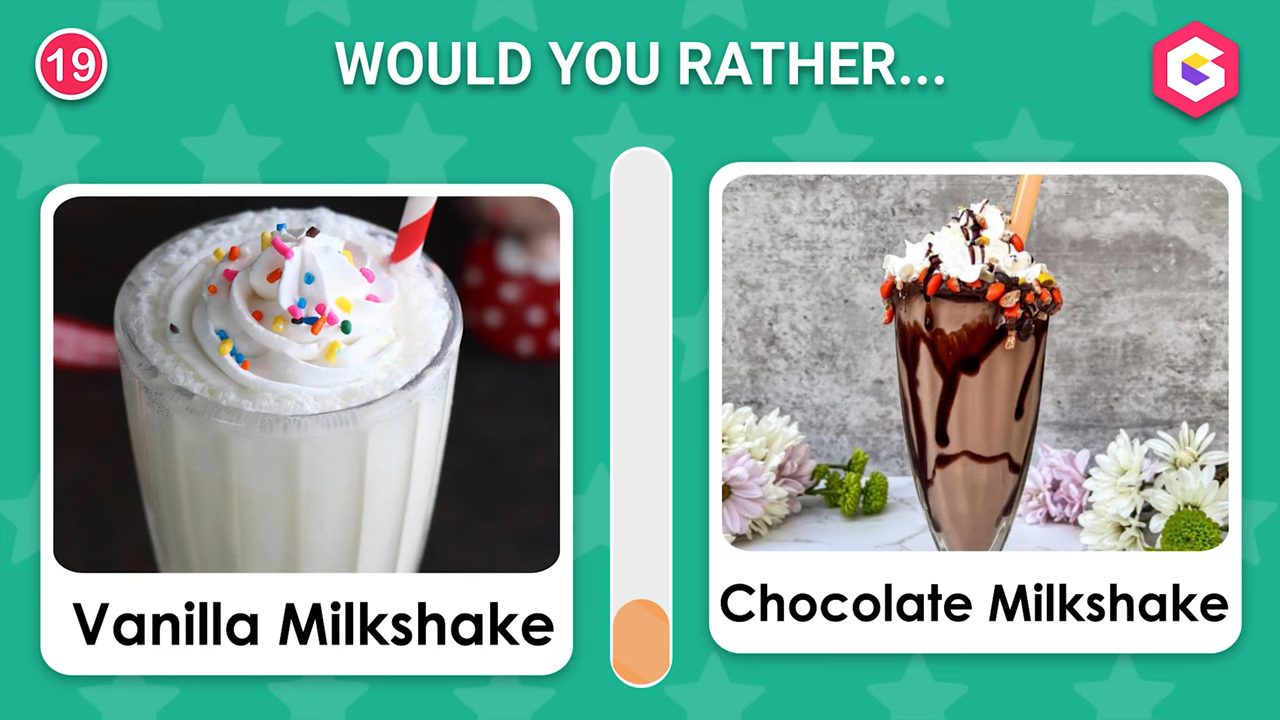 19
WOULD YOU RATHER...
Vanilla Milkshake
Chocolate Milkshake